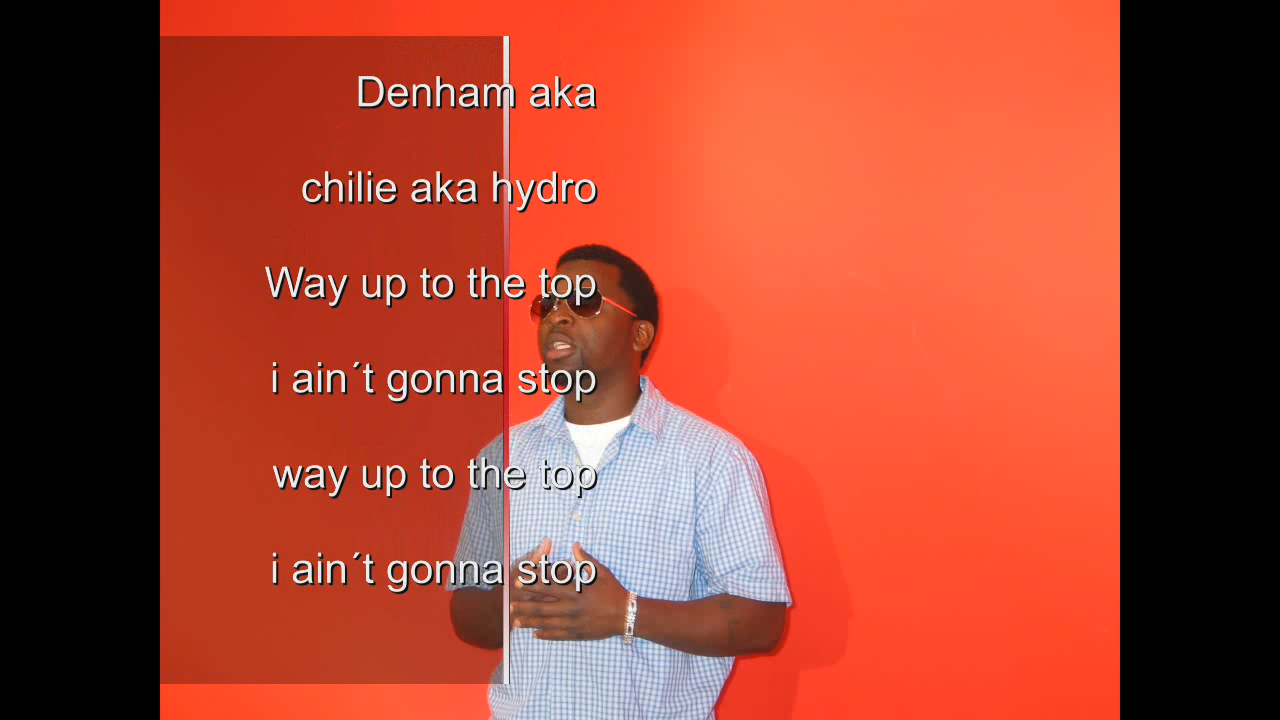 Denham aka
chilie aka hydro
Way up to the top
i ain´t gonna stop
way up to the top
i ain´t gonna stop